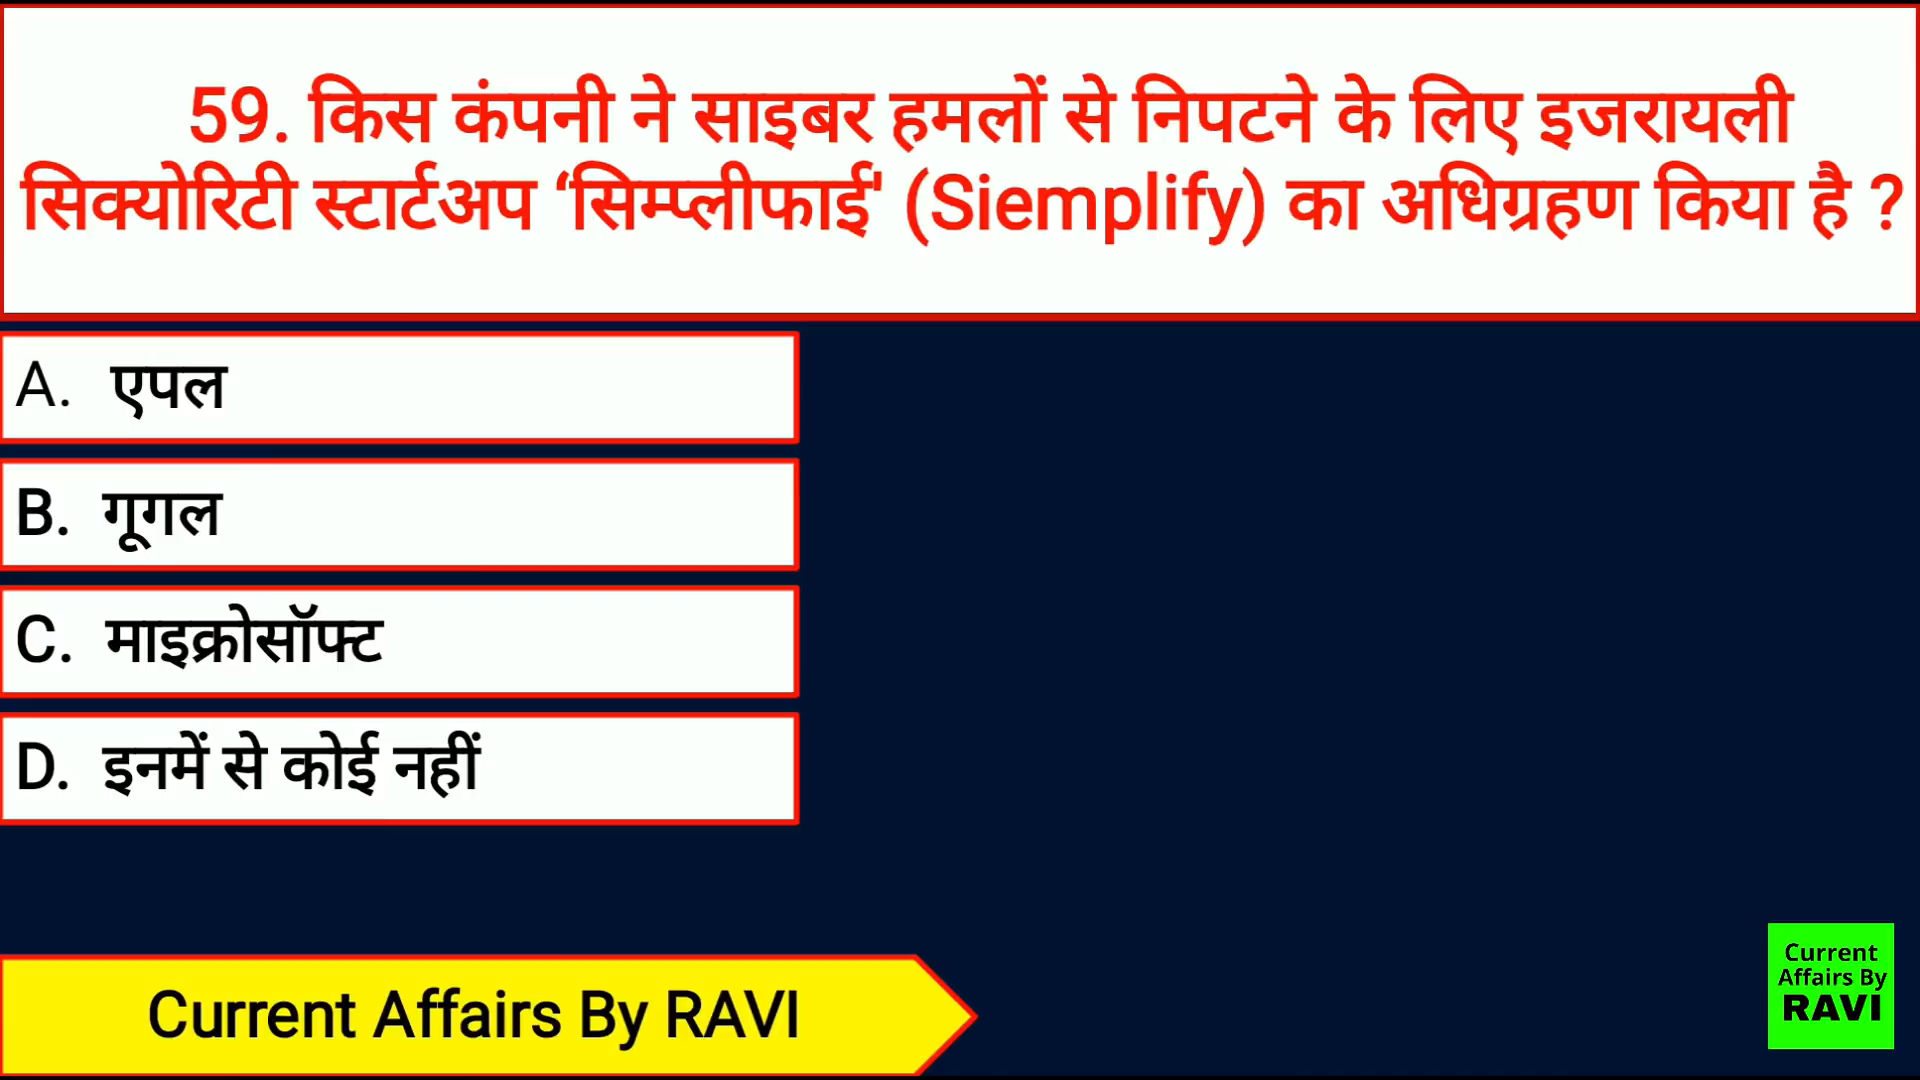 59. किस कंपनी ने साइबर हमलों से निपटने के लिए इजरायली
सिक्योरिटी स्टार्टअप ‘सिम्प्लीफाई' (Siemplify) का अधिग्रहण किया है ?
A. एपल
B. गूगल
C. माइक्रोसॉफ्ट
D. इनमें से कोई नहीं
Current Affairs By RAVI
Current
Affairs By
RAVI